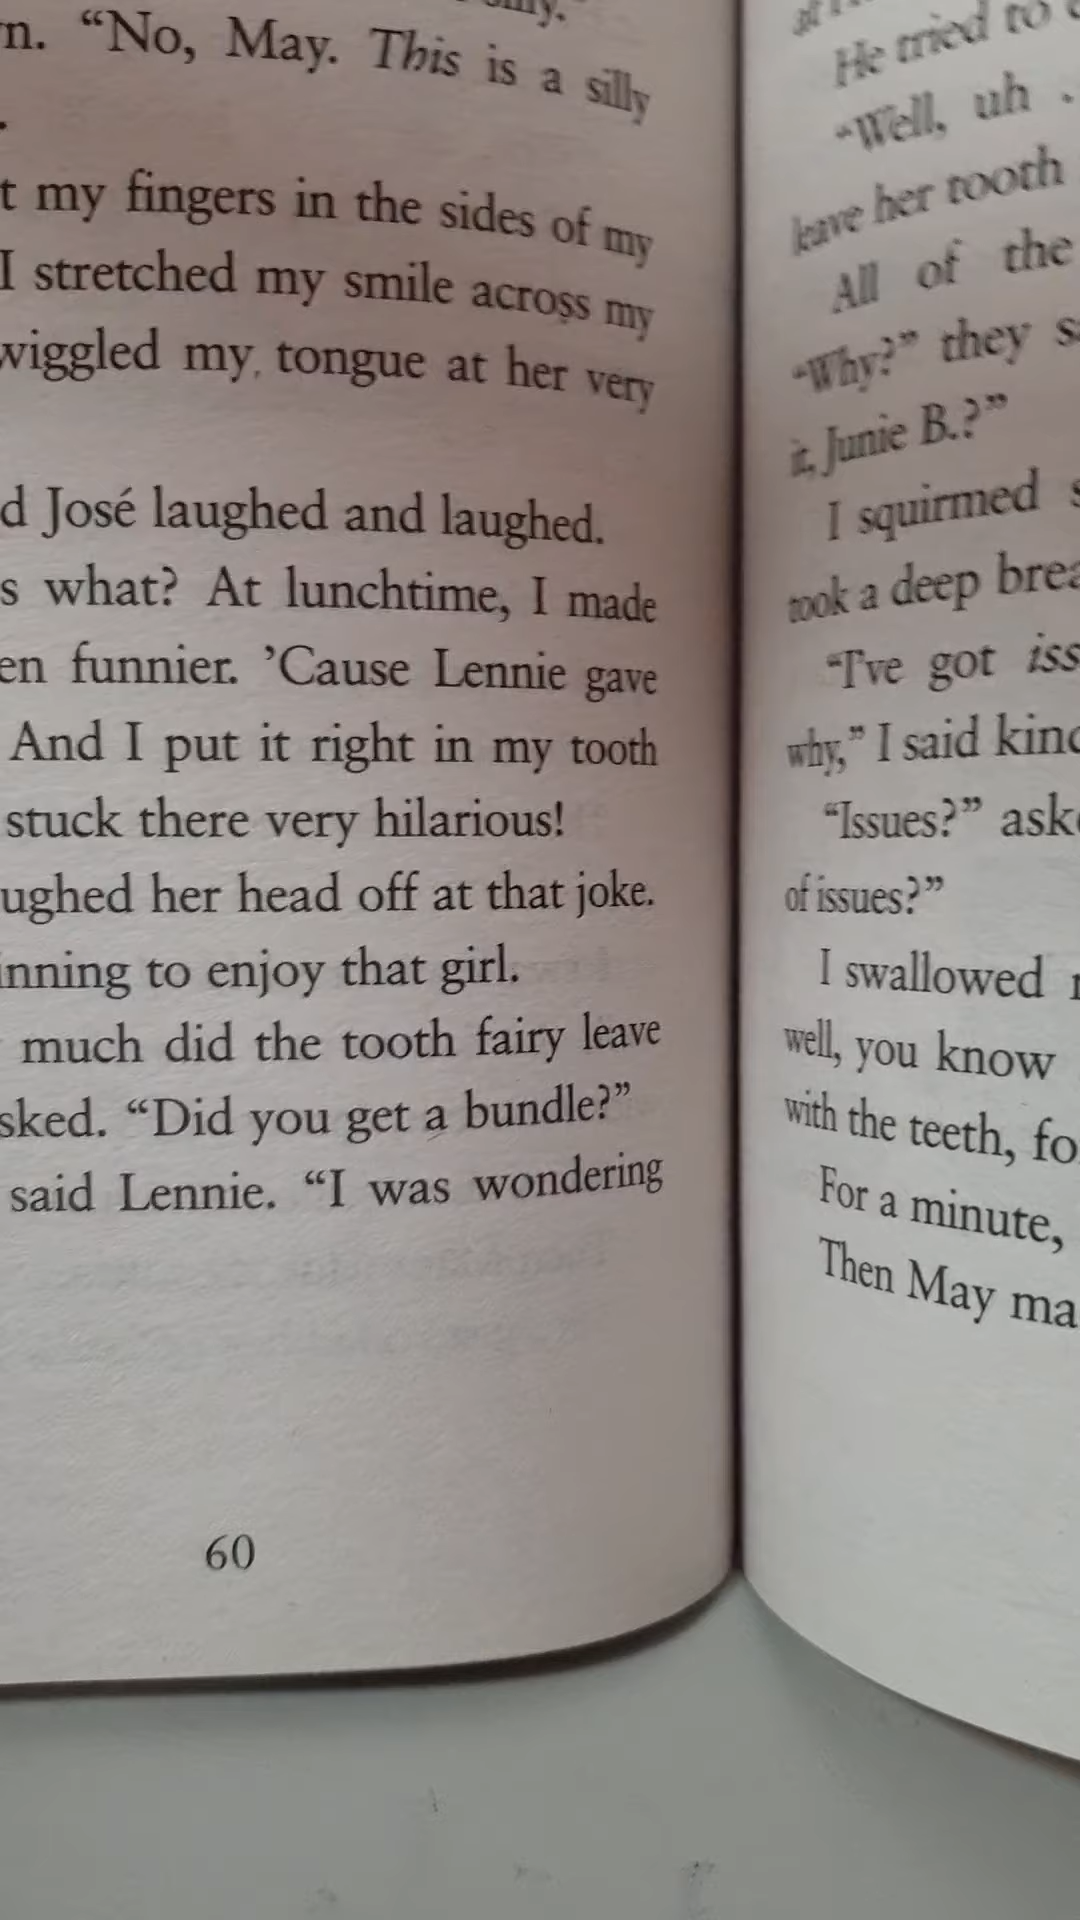 n. “No, May. This is a silly
.
t my fingers in the sides of my
I stretched my smile across my
wiggled my tongue at her very
d José laughed and laughed.
s what? At lunchtime, I made
en funnier. ’Cause Lennie gave
And I put it right in my tooth
stuck there very hilarious!
ughed her head off at that joke.
inning to enjoy that girl.
much did the tooth fairy leave
sked. “Did you get a bundle?”
said Lennie. “I was wondering
60
He tried to
“Well, uh .
leave her tooth
All of the
“Why?” they s
it, Junie B.?”
I squirmed s
took a deep brea
“I’ve got iss
why,” I said kind
“Issues?” aske
of issues?”
I swallowed
well, you know
with the teeth, fo
For a minute,
Then May ma